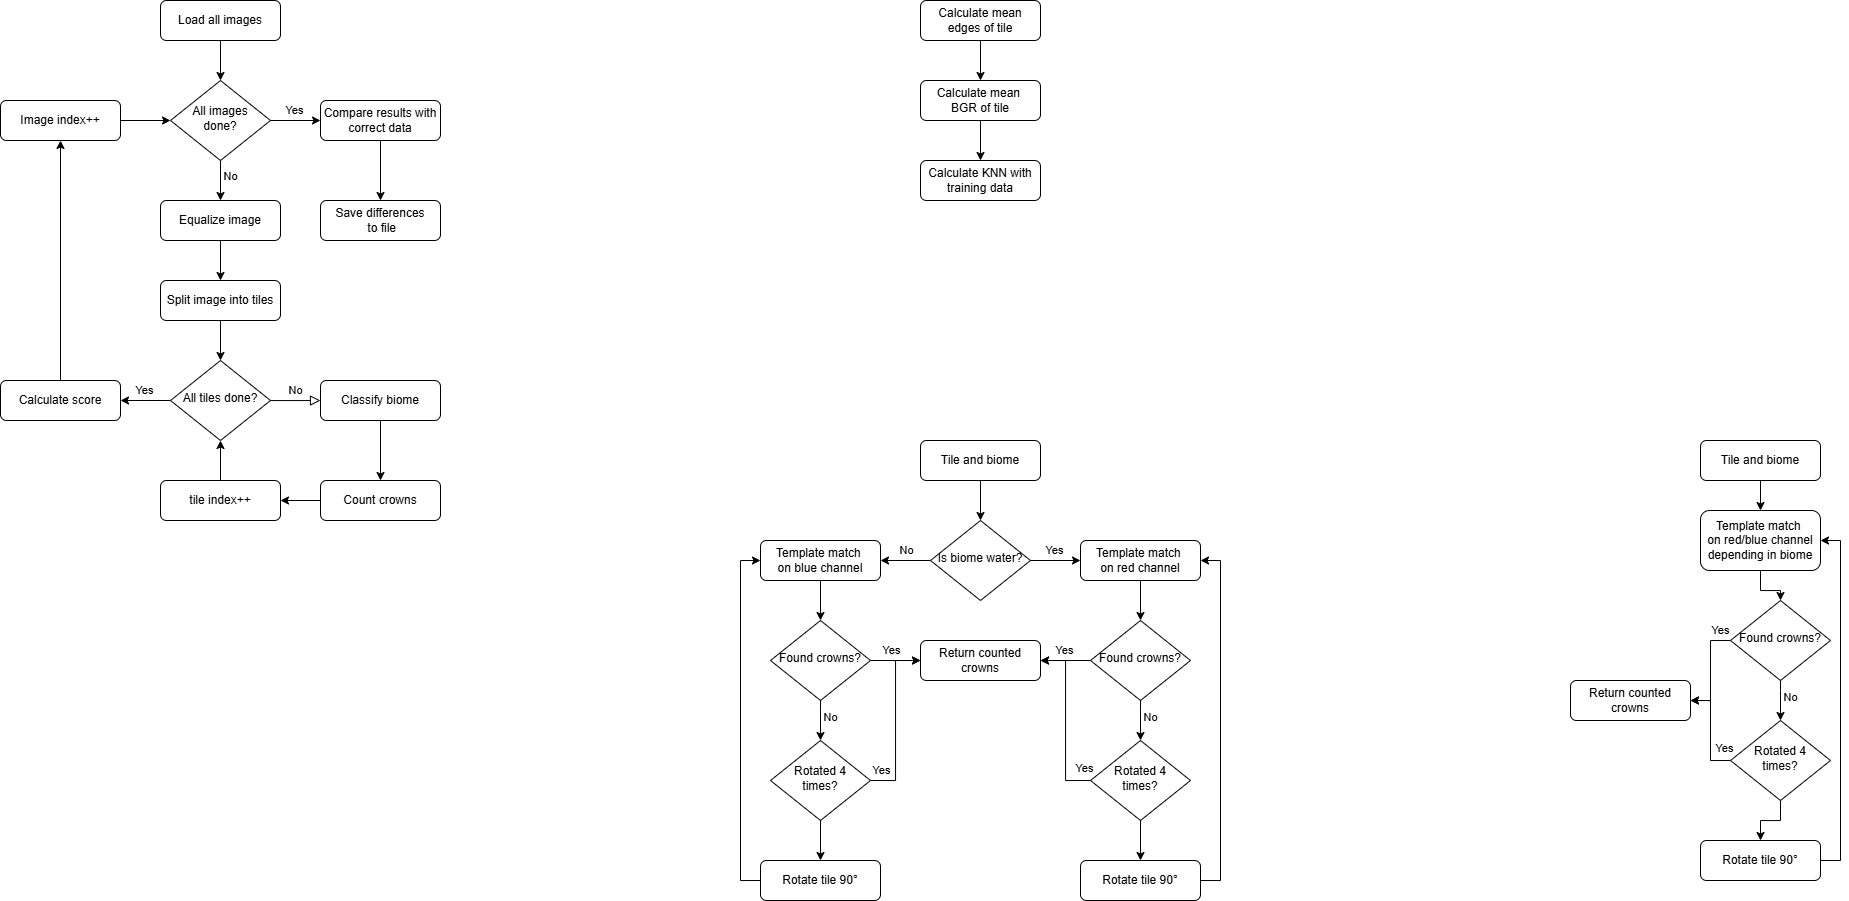 Load all images
All images
done?
Yes
Compare results with
correct data
Image index++
No
Equalize image
Save differences
to file
Split image into tiles
All tiles done?
Yes
No
Calculate score
Classify biome
tile index++
Count crowns
Calculate mean
edges of tile
Calculate mean
BGR of tile
Calculate KNN with
training data
Tile and biome
Is biome water?
No
Yes
Template match
on blue channel
Template match
on red channel
Found crowns?
Yes
Return counted
crowns
Yes
Found crowns?
No
No
Rotated 4
times?
Yes
Yes
Rotated 4
times?
Rotate tile 90°
Rotate tile 90°
Tile and biome
Template match
on red/blue channel
depending in biome
Yes
Found crowns?
Return counted
crowns
No
Yes
Rotated 4
times?
Rotate tile 90°